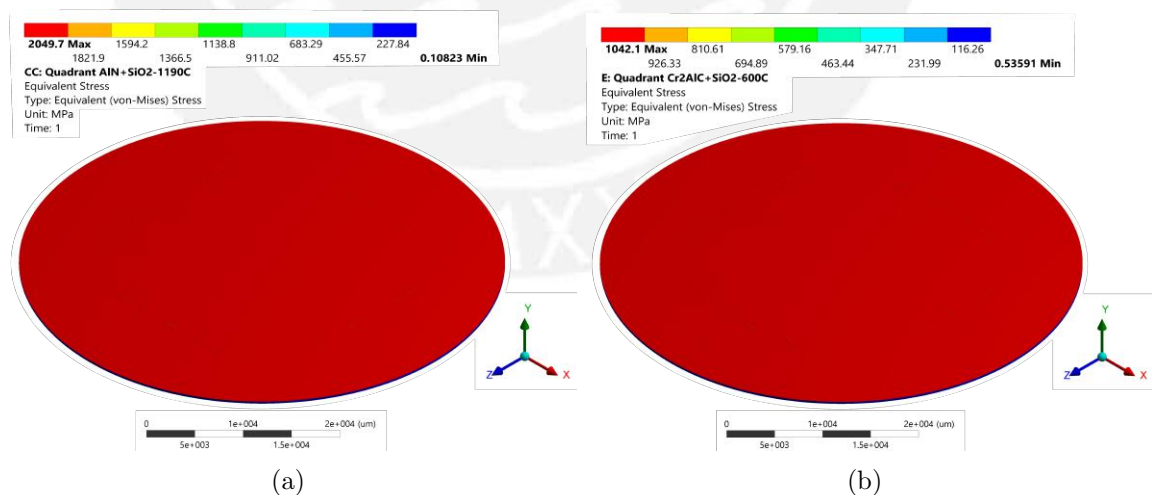 2049.7 Max 1594.2 1138.8 683.29 227.84
1821.9 1366.5 911.02 455.57 0.10823 Min
CC: Quadrant AlN+SiO2-1190C
Equivalent Stress
Type: Equivalent (von-Mises) Stress
Unit: MPa
Time: 1
Y
Z X
0 1e+004 2e+004 (um)
5e+003 1.5e+004
(a)
1042.1 Max 810.61 579.16 347.71 116.26
926.33 694.89 463.44 231.99 0.53591 Min
E: Quadrant Cr2AlC+SiO2-600C
Equivalent Stress
Type: Equivalent (von-Mises) Stress
Unit: MPa
Time: 1
Y
Z X
0 1e+004 2e+004 (um)
5e+003 1.5e+004
(b)